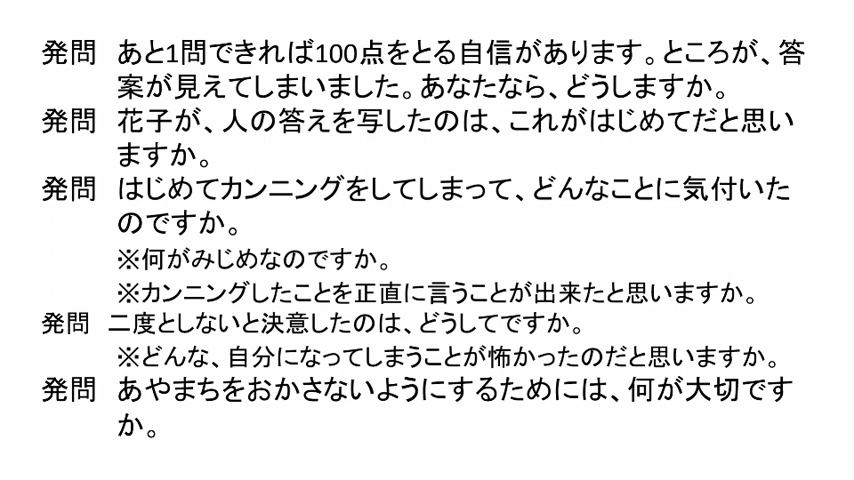 発問　あと1問できれば100点をとる自信があります。ところが、答
案が見えてしまいました。あなたなら、どうしますか。
発問　花子が、人の答えを写したのは、これがはじめてだと思い
ますか。
発問　はじめてカンニングをしてしまって、どんなことに気付いた
のですか。
※何がみじめなのですか。
※カンニングしたことを正直に言うことが出来たと思いますか。
発問　二度としないと決意したのは、どうしてですか。
※どんな、自分になってしまうことが怖かったのだと思いますか。
発問　あやまちをおかさないようにするためには、何が大切です
か。